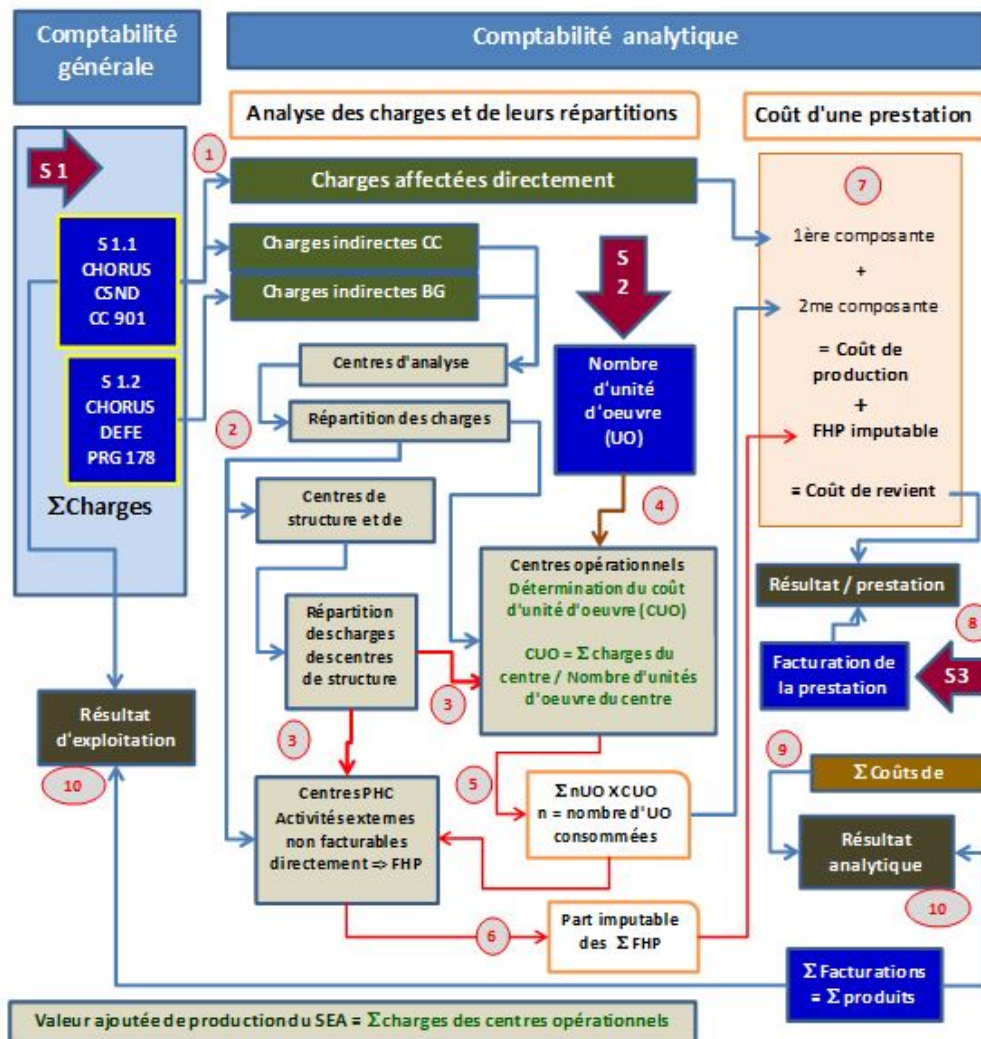 Comptabilité
générale
Comptabilité analytique
Analyse des charges et de leurs répartitions
Coût d'une prestation
S 1
1
Charges affectées directement
7
S 1.1
CHORUS
CSND
CC 901
Charges indirectes CC
Charges indirectes BG
S
2
1ère composante
+
2me composante
= Coût de
production
+
FHP imputable
= Coût de revient
S 1.2
CHORUS
DEFE
PRG 178
ΣCharges
Centres d'analyse
2
Répartition des charges
Nombre
d'unité
d'oeuvre
(UO)
4
Centres de
structure et de
Centres opérationnels
Détermination du coût
d'unité d'oeuvre (CUO)
CUO = Σ charges du
centre / Nombre d'unités
d'oeuvre du centre
Répartition
des charges
des centres
de structure
3
3
Résultat / prestation
8
Facturation de
la prestation
S3
Résultat
d'exploitation
10
5
9
Σ Coûts de
Centres PHC
Activités externes
non facturables
directement => FHP
Σ nUO X CUO
n = nombre d'UO
consommées
Résultat
analytique
10
6
Part imputable
des Σ FHP
Σ Facturations
= Σ produits
Valeur ajoutée de production du SEA = Σ charges des centres opérationnels